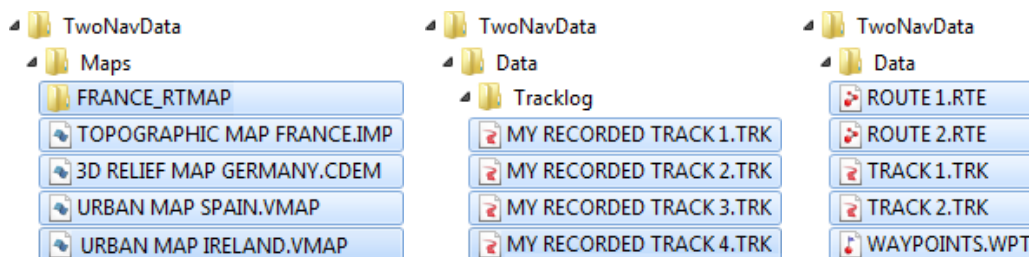 TwoNavData
Maps
FRANCE_RTMAP
TOPOGRAPHIC MAP FRANCE.IMP
3D RELIEF MAP GERMANY.CDEM
URBAN MAP SPAIN.VMAP
URBAN MAP IRELAND.VMAP
TwoNavData
Data
Tracklog
MY RECORDED TRACK 1.TRK
MY RECORDED TRACK 2.TRK
MY RECORDED TRACK 3.TRK
MY RECORDED TRACK 4.TRK
TwoNavData
Data
ROUTE 1.RTE
ROUTE 2.RTE
TRACK 1.TRK
TRACK 2.TRK
WAYPOINTS.WPT